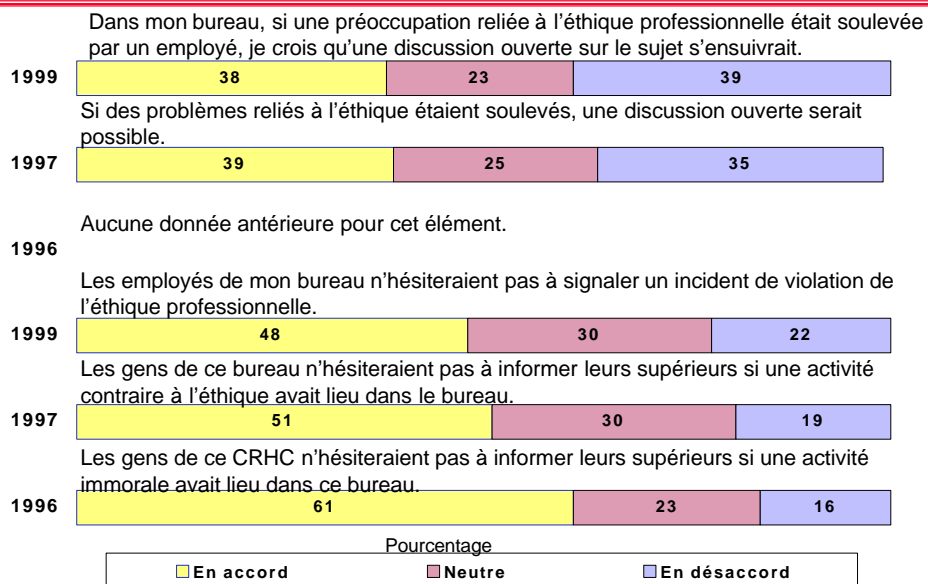 Dans mon bureau, si une préoccupation reliée à l'éthique professionnelle était soulevée
par un employé, je crois qu'une discussion ouverte sur le sujet s'ensuivrait.
1999 38 23 39
Si des problèmes reliés à l'éthique étaient soulevés, une discussion ouverte serait
possible.
1997 39 25 35
Aucune donnée antérieure pour cet élément.
1996
Les employés de mon bureau n'hésiteraient pas à signaler un incident de violation de
l'éthique professionnelle.
1999 48 30 22
Les gens de ce bureau n'hésiteraient pas à informer leurs supérieurs si une activité
contraire à l'éthique avait lieu dans le bureau.
1997 51 30 19
Les gens de ce CRHC n'hésiteraient pas à informer leurs supérieurs si une activité
immorale avait lieu dans ce bureau.
1996 61 23 16
Pourcentage
En accord Neutre En désaccord